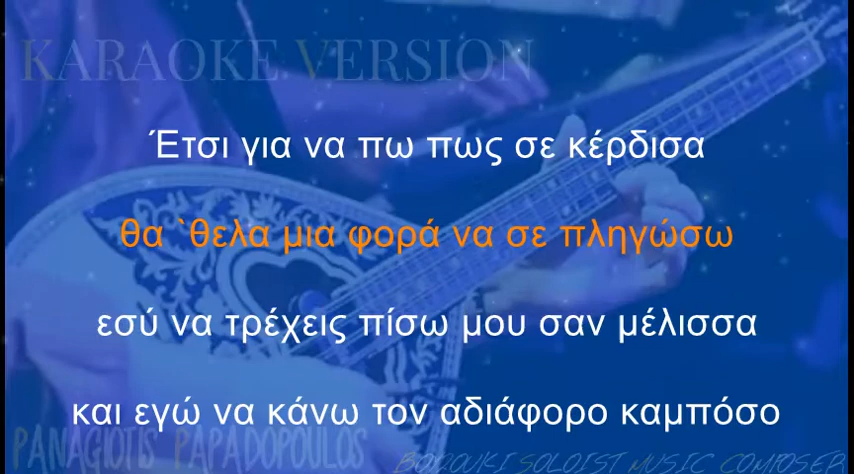 KARAOKE VERSION
Έτσι για να πω πως σε κέρδισα
θα `θελα μια φορά να σε πληγώσω
εσύ να τρέχεις πίσω μου σαν μέλισσα
και εγώ να κάνω τον αδιάφορο καμπόσο
PANAGIOTIS PAPADOPOULOS
BOUZOUKI SOLOIST MUSIC COMPOSER